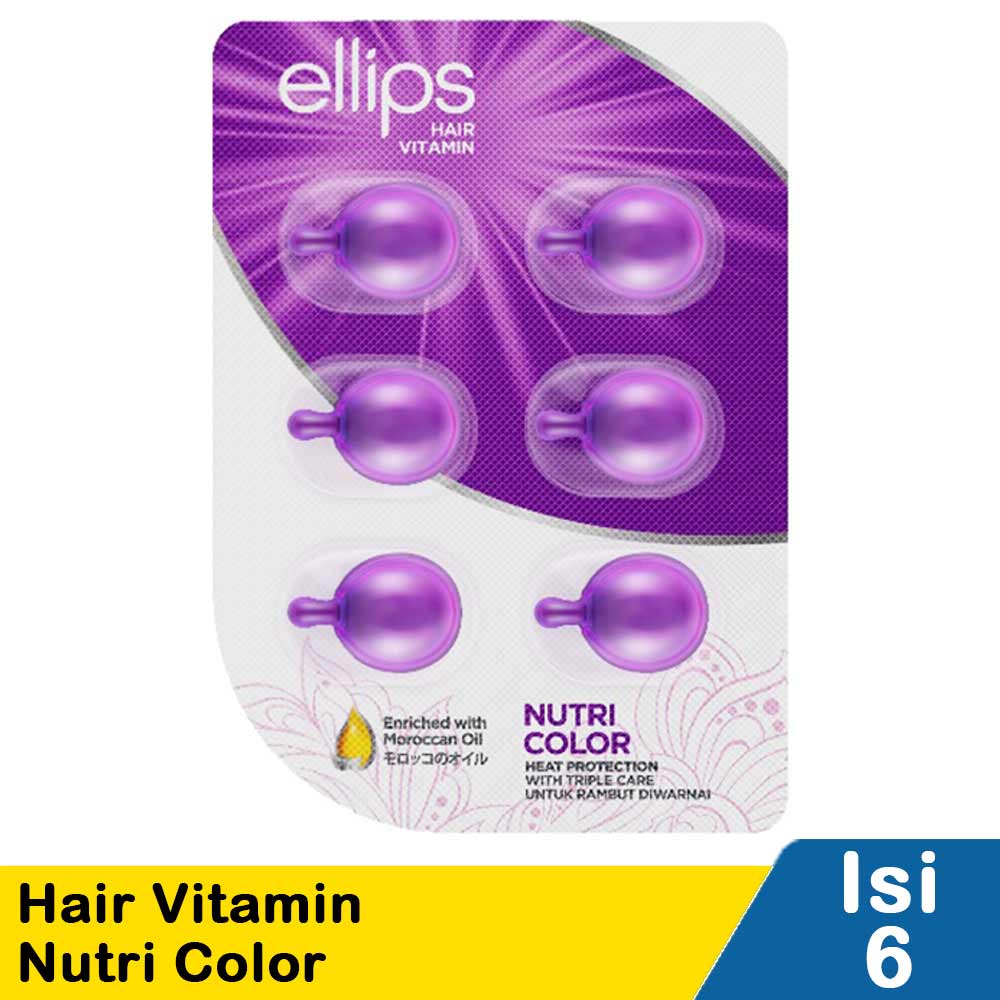 ellips
HAIR
VITAMIN
Enriched with
Moroccan Oil
モロッコのオイル
NUTRI
COLOR
HEAT PROTECTION
WITH TRIPLE CARE
UNTUK RAMBUT DIWARNAI
Hair Vitamin
Nutri Color
Isi
6